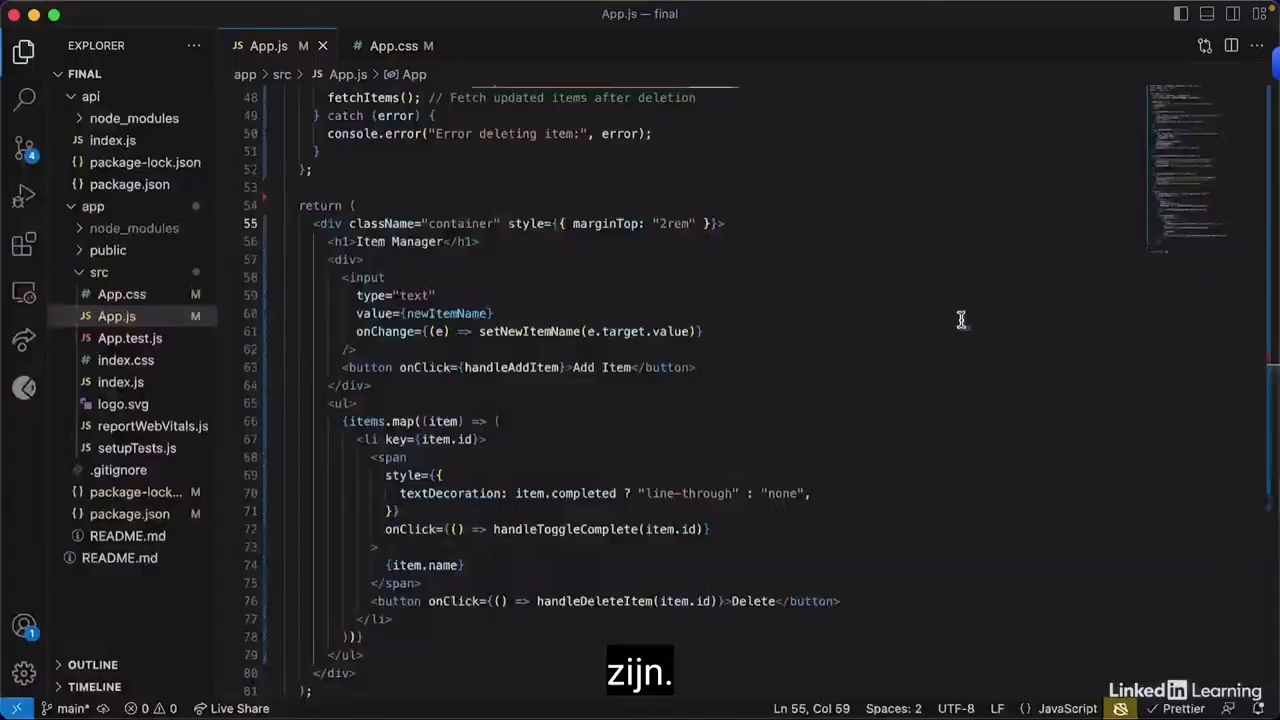 App.js — final
EXPLORER
FINAL
api
node_modules
index.js
package-lock.json
package.json
app
node_modules
public
src
App.css M
App.js M
App.test.js
index.css
index.js
logo.svg
reportWebVitals.js
setupTests.js
.gitignore
package-lock... M
package.json M
README.md
README.md
OUTLINE
TIMELINE
JS App.js M
# App.css M
app > src > JS App.js > App
48 fetchItems(); // Fetch updated items after deletion
49 } catch (error) {
50 console.error("Error deleting item:", error);
51 }
52 };
53
54 return (
55 <div className="container" style={{ marginTop: "2rem" }}>
56 <h1>Item Manager</h1>
57 <div>
58 <input
59 type="text"
60 value={newItemName}
61 onChange={(e) => setNewItemName(e.target.value)}
62 />
63 <button onClick={handleAddItem}>Add Item</button>
64 </div>
65 <ul>
66 {items.map((item) => (
67 <li key={item.id}>
68 <span
69 style={{
70 textDecoration: item.completed ? "line-through" : "none",
71 }}
72 onClick={() => handleToggleComplete(item.id)}
73 >
74 {item.name}
75 </span>
76 <button onClick={() => handleDeleteItem(item.id)}>Delete</button>
77 </li>
78 ))}
79 </ul>
80 </div>
81 );
zijn.
LinkedIn Learning
4
1
main* 0 0 Live Share Ln 55, Col 59 Spaces: 2 UTF-8 LF {} JavaScript Prettier